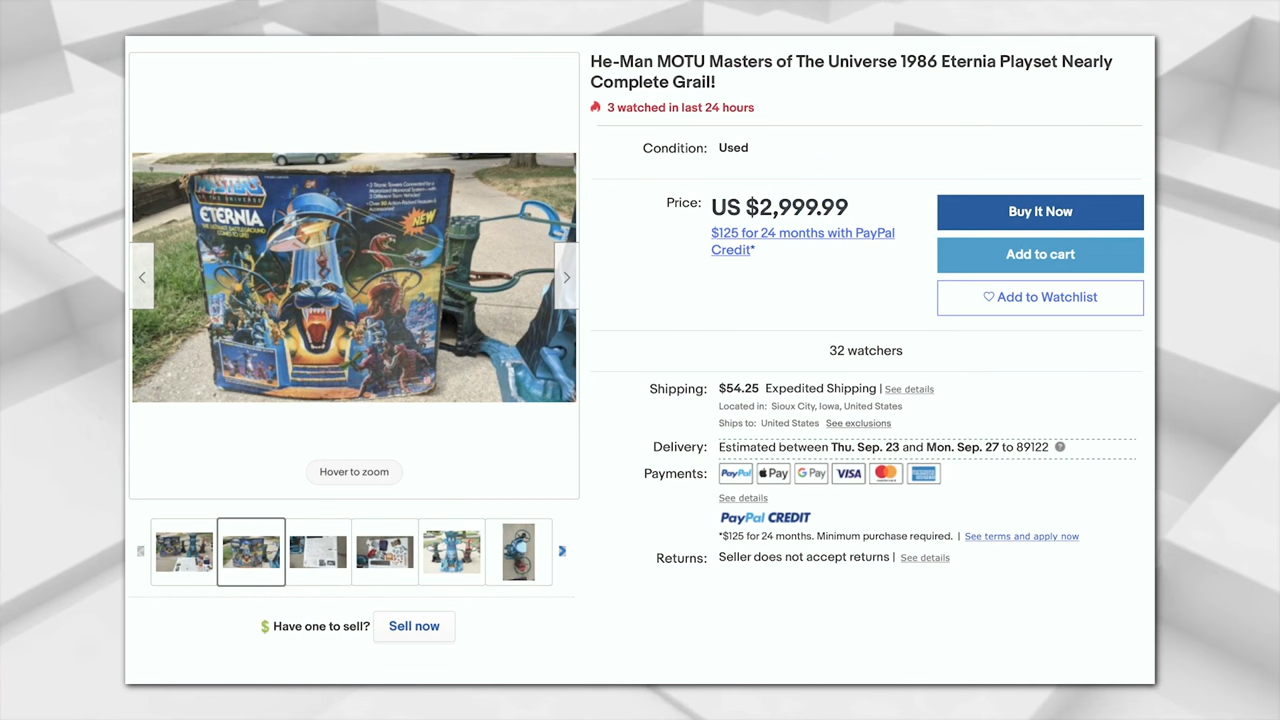 He-Man MOTU Masters of The Universe 1986 Eternia Playset Nearly
Complete Grail!
3 watched in last 24 hours
Condition: Used
Price: US $2,999.99
$125 for 24 months with PayPal
Credit*
Buy It Now
Add to cart
Add to Watchlist
32 watchers
Shipping: $54.25 Expedited Shipping | See details
Located in: Sioux City, Iowa, United States
Ships to: United States See exclusions
Delivery: Estimated between Thu. Sep. 23 and Mon. Sep. 27 to 89122
Payments: PayPal Pay G Pay VISA
See details
PayPal CREDIT
*$125 for 24 months. Minimum purchase required. | See terms and apply now
Returns: Seller does not accept returns | See details
MASTERS
OF THE UNIVERSE
ETERNIA
THE ULTIMATE BATTLEGROUND
COMES TO LIFE!
NEW
Hover to zoom
Have one to sell? Sell now